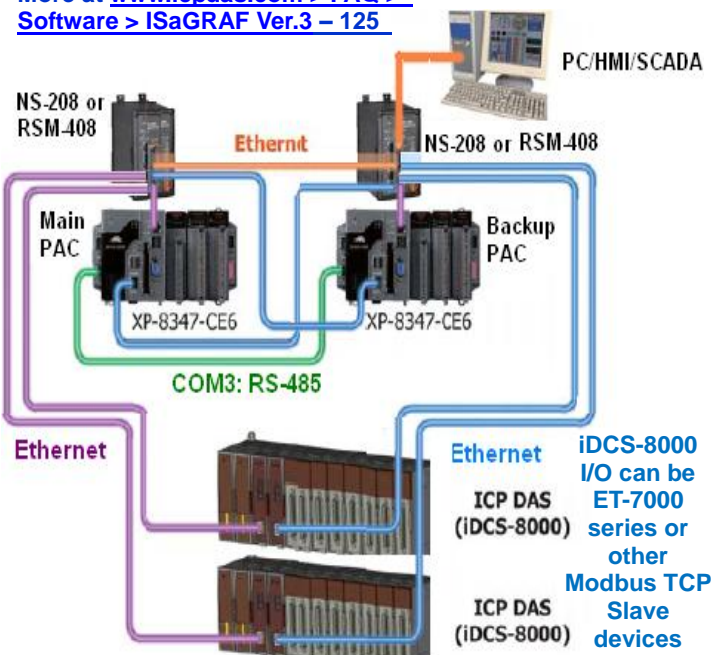 Software > ISaGRAF Ver.3 – 125
PC/HMI/SCADA
NS-208 or
RSM-408
Ethernt
NS-208 or RSM-408
Main
PAC
Backup
PAC
XP-8347-CE6
XP-8347-CE6
COM3: RS-485
Ethernet
Ethernet
ICP DAS
(iDCS-8000)
iDCS-8000
I/O can be
ET-7000
series or
other
Modbus TCP
Slave
devices
ICP DAS
(iDCS-8000)